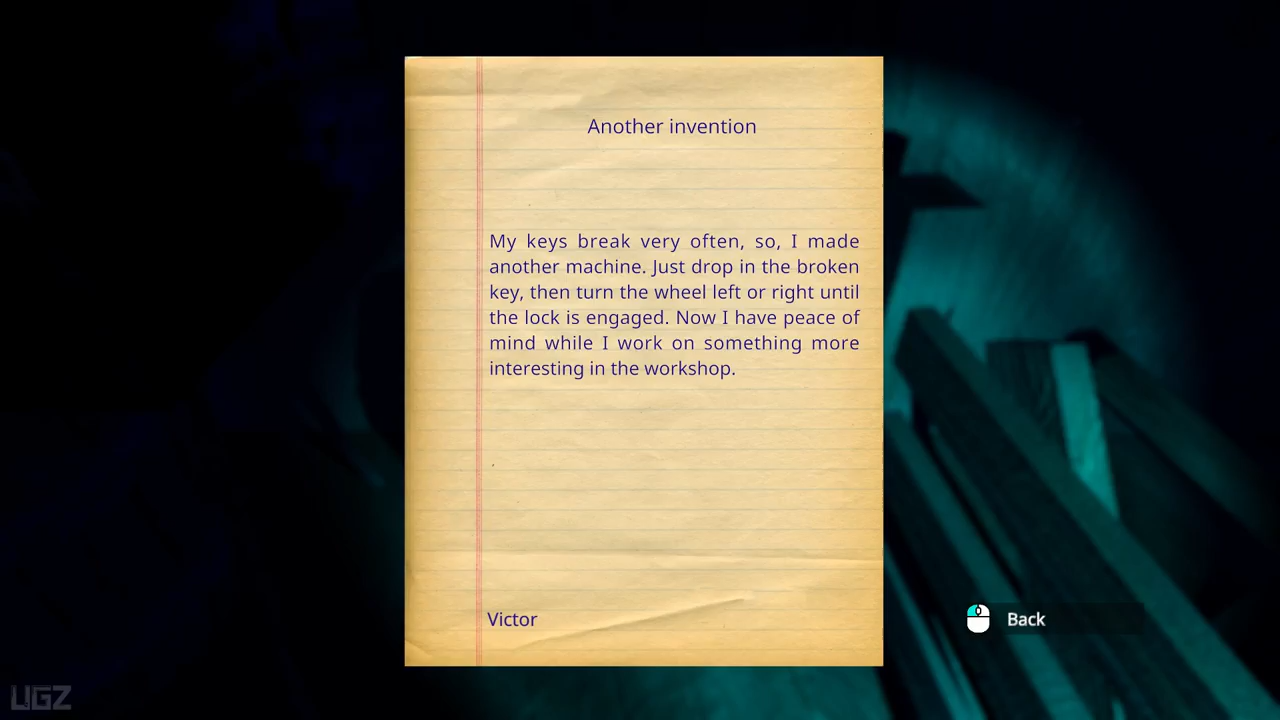 Another invention
My keys break very often, so, I made
another machine. Just drop in the broken
key, then turn the wheel left or right until
the lock is engaged. Now I have peace of
mind while I work on something more
interesting in the workshop.
Victor
Back
UGZ